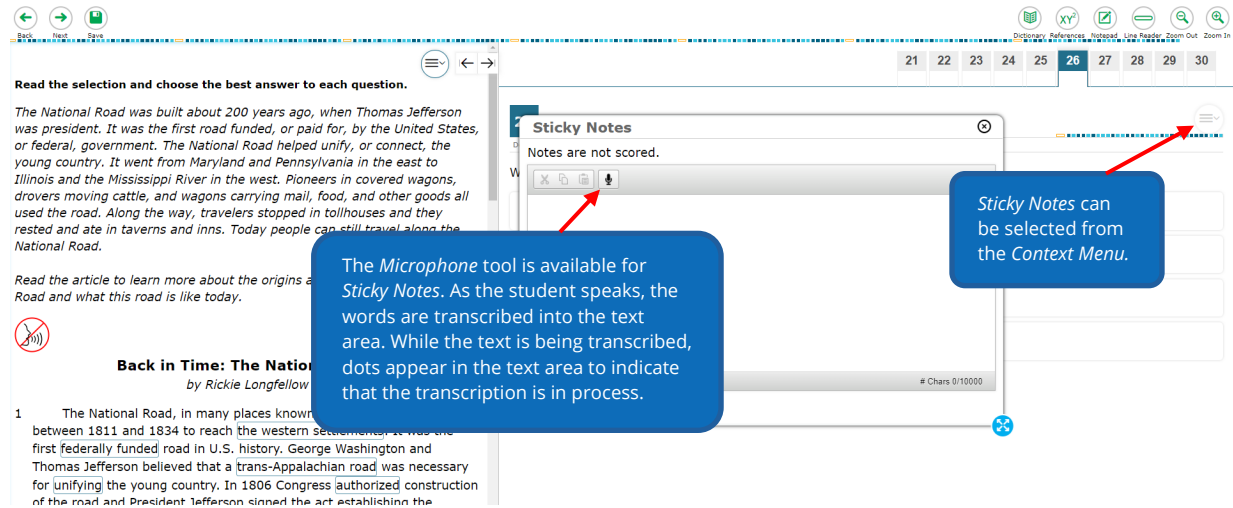 Back Next Save
Dictionary References Notepad Line Reader Zoom Out Zoom In
21 22 23 24 25 26 27 28 29 30
Read the selection and choose the best answer to each question.
The National Road was built about 200 years ago, when Thomas Jefferson
was president. It was the first road funded, or paid for, by the United States,
or federal, government. The National Road helped unify, or connect, the
young country. It went from Maryland and Pennsylvania in the east to
Illinois and the Mississippi River in the west. Pioneers in covered wagons,
drovers moving cattle, and wagons carrying mail, food, and other goods all
used the road. Along the way, travelers stopped in tollhouses and they
rested and ate in taverns and inns. Today people can still travel along the
National Road.
Read the article to learn more about the origins a
Road and what this road is like today.
Back in Time: The Natio
by Rickie Longfellow
1 The National Road, in many places know
between 1811 and 1834 to reach the western settlements. It was the
first federally funded road in U.S. history. George Washington and
Thomas Jefferson believed that a trans-Appalachian road was necessary
for unifying the young country. In 1806 Congress authorized construction
of the road and President Jefferson signed the act establishing the
Sticky Notes
Notes are not scored.
W
# Chars 0/10000
The Microphone tool is available for
Sticky Notes. As the student speaks, the
words are transcribed into the text
area. While the text is being transcribed,
dots appear in the text area to indicate
that the transcription is in process.
Sticky Notes can
be selected from
the Context Menu.